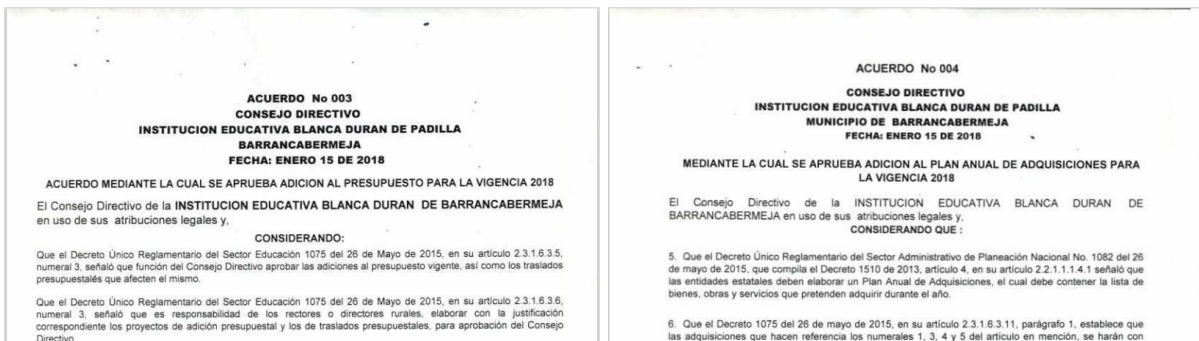 ACUERDO No 003
CONSEJO DIRECTIVO
INSTITUCION EDUCATIVA BLANCA DURAN DE PADILLA
BARRANCABERMEJA
FECHA: ENERO 15 DE 2018
ACUERDO MEDIANTE LA CUAL SE APRUEBA ADICION AL PRESUPUESTO PARA LA VIGENCIA 2018
El Consejo Directivo de la INSTITUCION EDUCATIVA BLANCA DURAN DE BARRANCABERMEJA
en uso de sus atribuciones legales y,
CONSIDERANDO:
Que el Decreto Único Reglamentario del Sector Educación 1075 del 26 de Mayo de 2015, en su artículo 2.3.1.6.3.5,
numeral 3, señaló que función del Consejo Directivo aprobar las adiciones al presupuesto vigente, así como los traslados
presupuestalés que afecten el mismo.
Que el Decreto Único Reglamentario del Sector Educación 1075 del 26 de Mayo de 2015, en su artículo 2.3.1.6.3.6,
numeral 3, señaló que es responsabilidad de los rectores o directores rurales, elaborar con la justificación
correspondiente los proyectos de adición presupuestal y los de traslados presupuestales, para aprobación del Consejo
Directivo
ACUERDO No 004
CONSEJO DIRECTIVO
INSTITUCION EDUCATIVA BLANCA DURAN DE PADILLA
MUNICIPIO DE BARRANCABERMEJA
FECHA: ENERO 15 DE 2018
MEDIANTE LA CUAL SE APRUEBA ADICION AL PLAN ANUAL DE ADQUISICIONES PARA
LA VIGENCIA 2018
El Consejo Directivo de la INSTITUCION EDUCATIVA BLANCA DURAN DE
BARRANCABERMEJA en uso de sus atribuciones legales y,
CONSIDERANDO QUE :
5. Que el Decreto Único Reglamentario del Sector Administrativo de Planeación Nacional No. 1082 del 26
de mayo de 2015, que compila el Decreto 1510 de 2013, artículo 4, en su artículo 2.2.1.1.1.4.1 señaló que
las entidades estatales deben elaborar un Plan Anual de Adquisiciones, el cual debe contener la lista de
bienes, obras y servicios que pretenden adquirir durante el año.
6. Que el Decreto 1075 del 26 de mayo de 2015, en su artículo 2.3.1.6.3.11, parágrafo 1, establece que
las adquisiciones que hacen referencia los numerales 1, 3, 4 y 5 del artículo en mención, se harán con